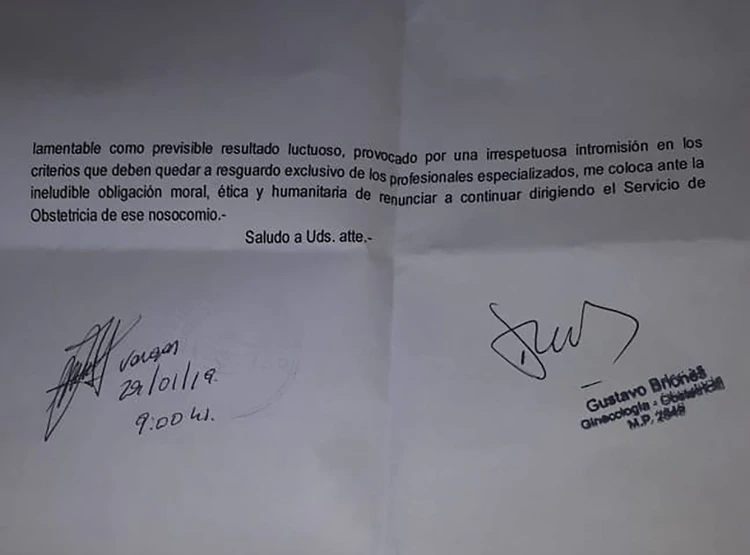 lamentable como previsible resultado luctuoso, provocado por una irrespetuosa intromisión en los
criterios que deben quedar a resguardo exclusivo de los profesionales especializados, me coloca ante la
ineludible obligación moral, ética y humanitaria de renunciar a continuar dirigiendo el Servicio de
Obstetricia de ese nosocomio.-
Saludo a Uds. atte.-
Vargas
29/01/19.
9:00 hs.
Gustavo Briones
Ginecología - Obstetricia
M.P.